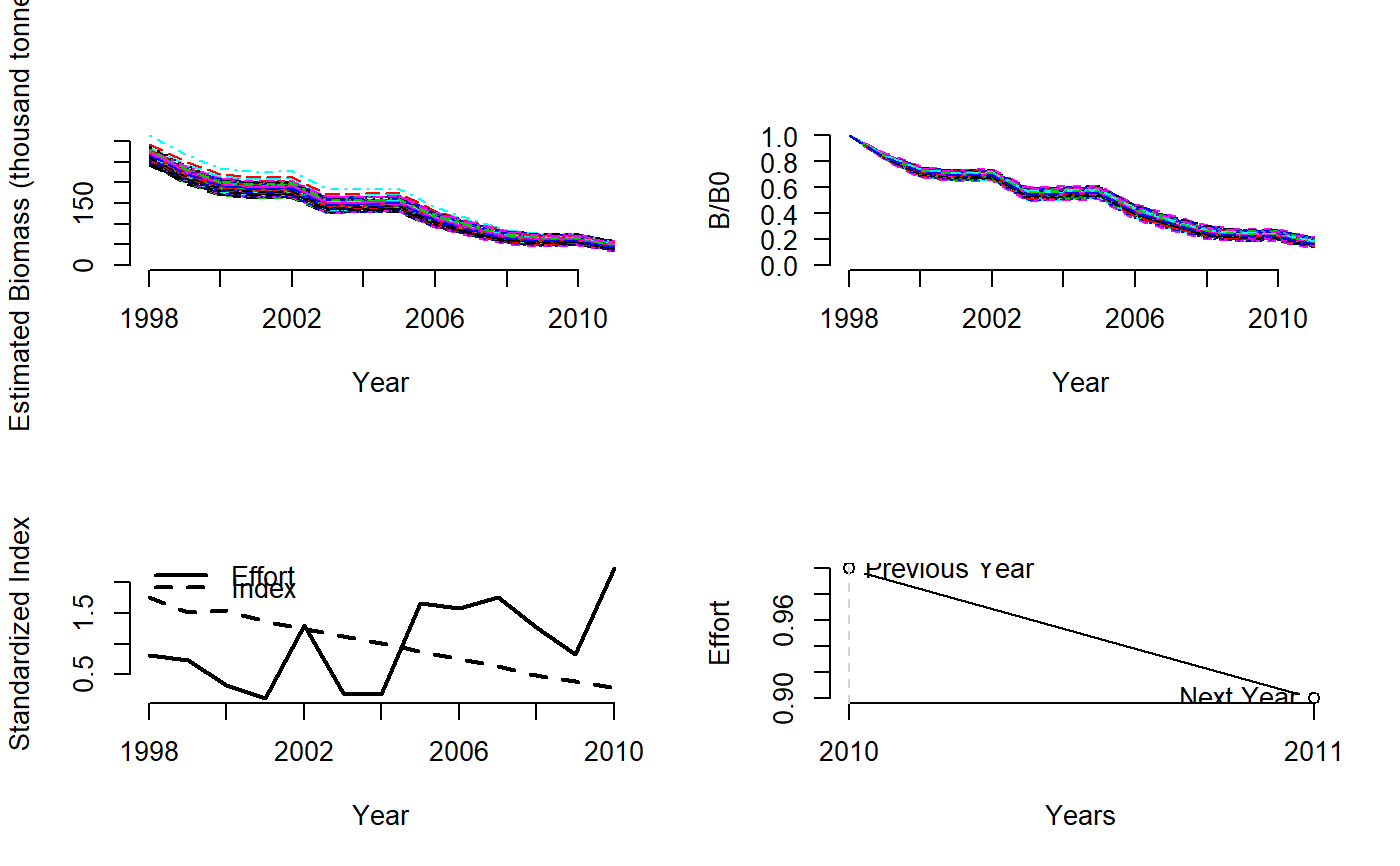 Estimated Biomass (thousand tonne
150
0
1998 2002 2006 2010
Year
B/B0
1.0
0.8
0.6
0.4
0.2
0.0
1998 2002 2006 2010
Year
Standardized Index
1.5
0.5
Effort
Index
1998 2002 2006 2010
Year
Effort
0.96
0.90
Previous Year
Next Year
2010 2011
Years